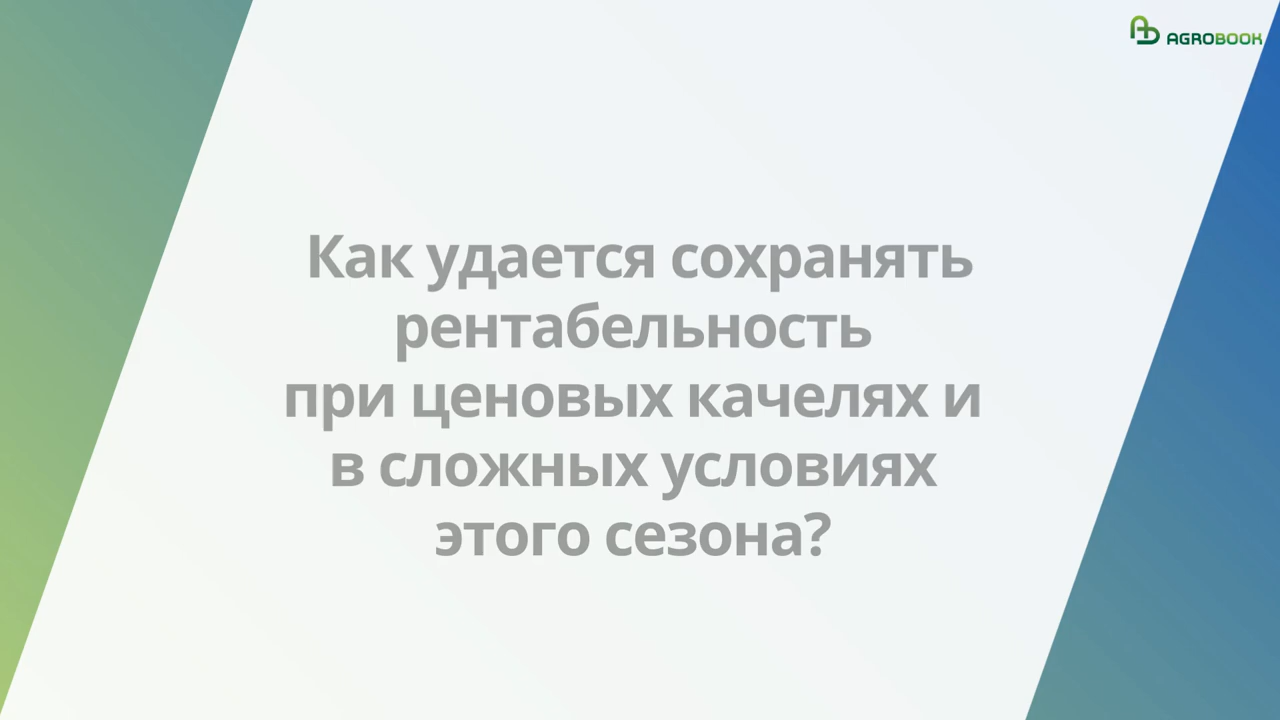 AGROBOOK
Как удается сохранять
рентабельность
при ценовых качелях и
в сложных условиях
этого сезона?